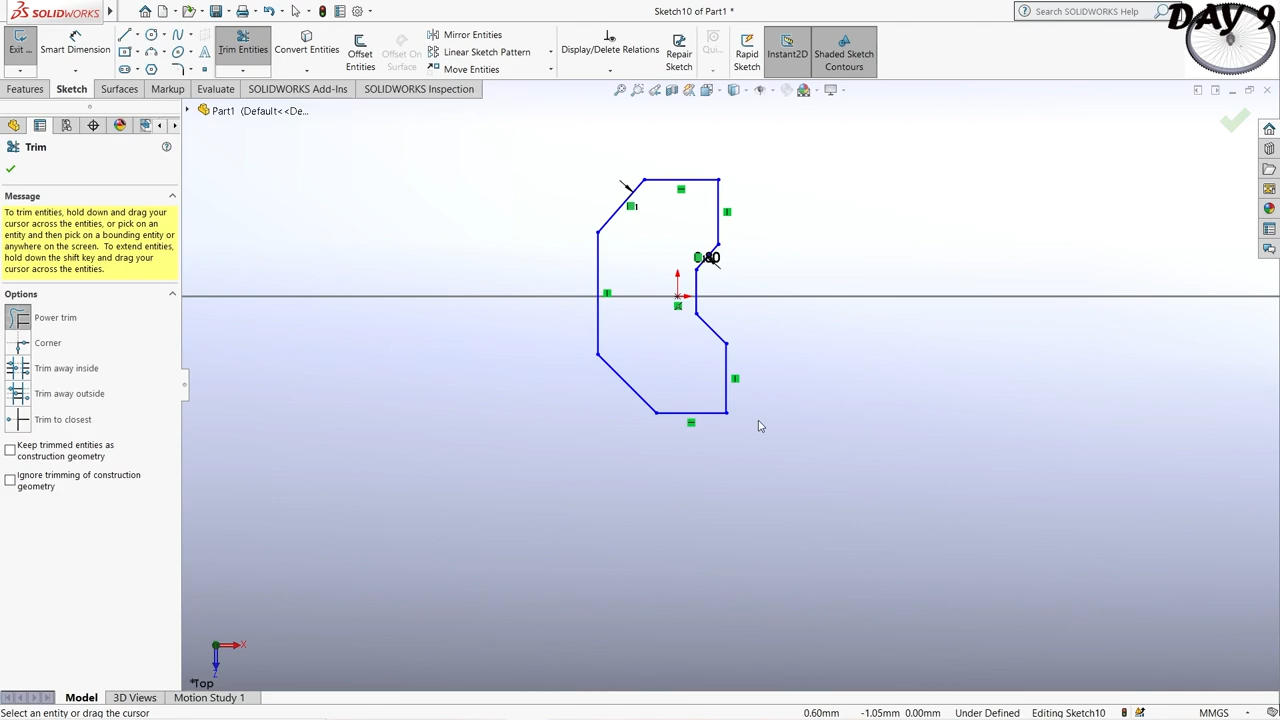 SOLIDWORKS
Sketch10 of Part1 *
Search SOLIDWORKS Help
DAY 9
Exit ...
Smart Dimension
Trim Entities
Convert Entities
Offset Entities
Offset On Surface
Mirror Entities
Linear Sketch Pattern
Move Entities
Display/Delete Relations
Repair Sketch
Qui...
Rapid Sketch
Instant2D
Shaded Sketch Contours
Features
Sketch
Surfaces
Markup
Evaluate
SOLIDWORKS Add-Ins
SOLIDWORKS Inspection
Part1 (Default<<De...
Trim
Message
To trim entities, hold down and drag your
cursor across the entities, or pick on an
entity and then pick on a bounding entity or
anywhere on the screen. To extend entities,
hold down the shift key and drag your
cursor across the entities.
Options
Power trim
Corner
Trim away inside
Trim away outside
Trim to closest
Keep trimmed entities as
construction geometry
Ignore trimming of construction
geometry
X
Z
*Top
Model
3D Views
Motion Study 1
Select an entity or drag the cursor
0.60mm
-1.05mm
0.00mm
Under Defined
Editing Sketch10
MMGS